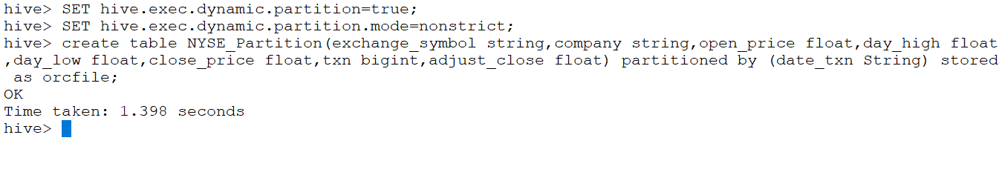 hive> SET hive.exec.dynamic.partition=true;
hive> SET hive.exec.dynamic.partition.mode=nonstrict;
hive> create table NYSE_Partition(exchange_symbol string,company string,open_price float,day_high float
,day_low float,close_price float,txn bigint,adjust_close float) partitioned by (date_txn String) stored
 as orcfile;
OK
Time taken: 1.398 seconds
hive>